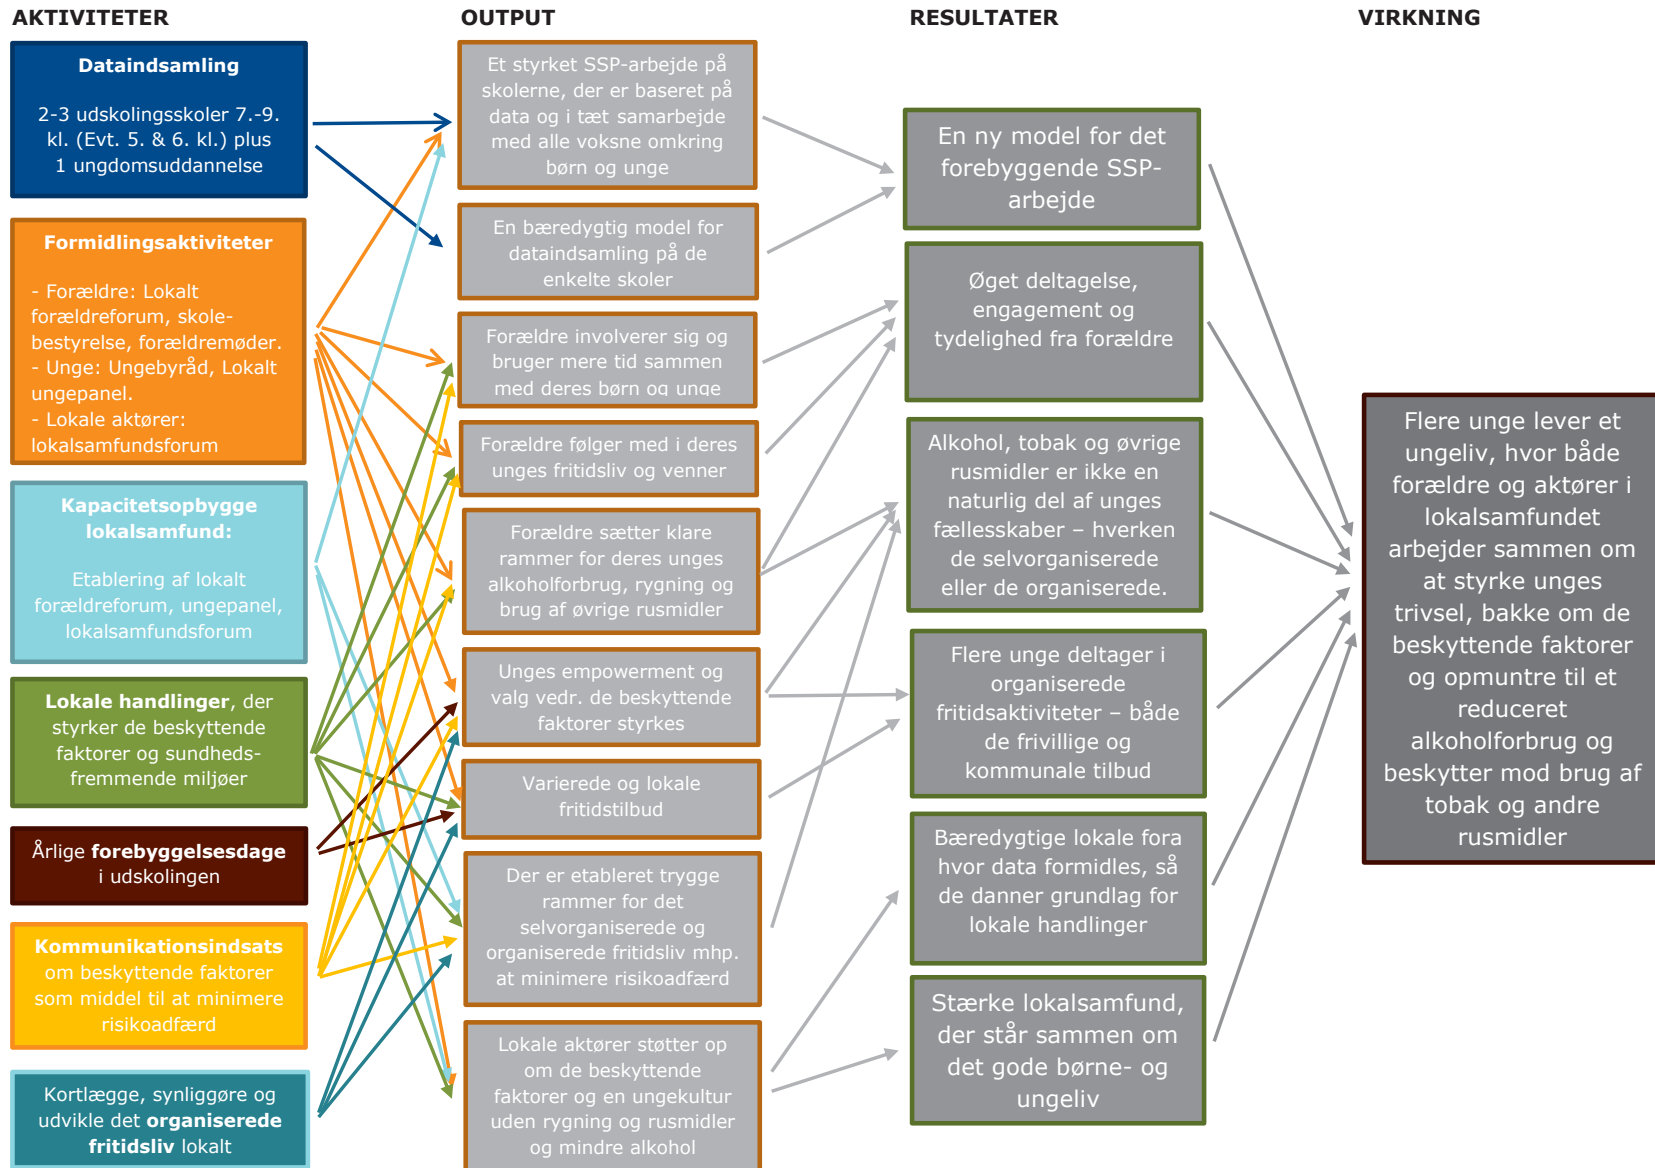 AKTIVITETER
Dataindsamling
2-3 udskolingsskoler 7.-9.
kl. (Evt. 5. & 6. kl.) plus
1 ungdomsuddannelse
Formidlingsaktiviteter
- Forældre: Lokalt
forældreforum, skole-
bestyrelse, forældremøder.
- Unge: Ungebyråd, Lokalt
ungepanel.
- Lokale aktører:
lokalsamfundsforum
Kapacitetsopbygge
lokalsamfund:
Etablering af lokalt
forældreforum, ungepanel,
lokalsamfundsforum
Lokale handlinger, der
styrker de beskyttende
faktorer og sundheds-
fremmende miljøer
Årlige forebyggelsesdage
i udskolingen
Kommunikationsindsats
om beskyttende faktorer
som middel til at minimere
risikoadfærd
Kortlægge, synliggøre og
udvikle det organiserede
fritidsliv lokalt
OUTPUT
Et styrket SSP-arbejde på
skolerne, der er baseret på
data og i tæt samarbejde
med alle voksne omkring
børn og unge
En bæredygtig model for
dataindsamling på de
enkelte skoler
Forældre involverer sig og
bruger mere tid sammen
med deres børn og unge
Forældre følger med i deres
unges fritidsliv og venner
Forældre sætter klare
rammer for deres unges
alkoholforbrug, rygning og
brug af øvrige rusmidler
Unges empowerment og
valg vedr. de beskyttende
faktorer styrkes
Varierede og lokale
fritidstilbud
Der er etableret trygge
rammer for det
selvorganiserede og
organiserede fritidsliv mhp.
at minimere risikoadfærd
Lokale aktører støtter op
om de beskyttende
faktorer og en ungekultur
uden rygning og rusmidler
og mindre alkohol
RESULTATER
En ny model for det
forebyggende SSP-
arbejde
Øget deltagelse,
engagement og
tydelighed fra forældre
Alkohol, tobak og øvrige
rusmidler er ikke en
naturlig del af unges
fællesskaber – hverken
de selvorganiserede
eller de organiserede.
Flere unge deltager i
organiserede
fritidsaktiviteter – både
de frivillige og
kommunale tilbud
Bæredygtige lokale fora
hvor data formidles, så
de danner grundlag for
lokale handlinger
Stærke lokalsamfund,
der står sammen om
det gode børne- og
ungeliv
VIRKNING
Flere unge lever et
ungeliv, hvor både
forældre og aktører i
lokalsamfundet
arbejder sammen om
at styrke unges
trivsel, bakke om de
beskyttende faktorer
og opmuntre til et
reduceret
alkoholforbrug og
beskytter mod brug af
tobak og andre
rusmidler